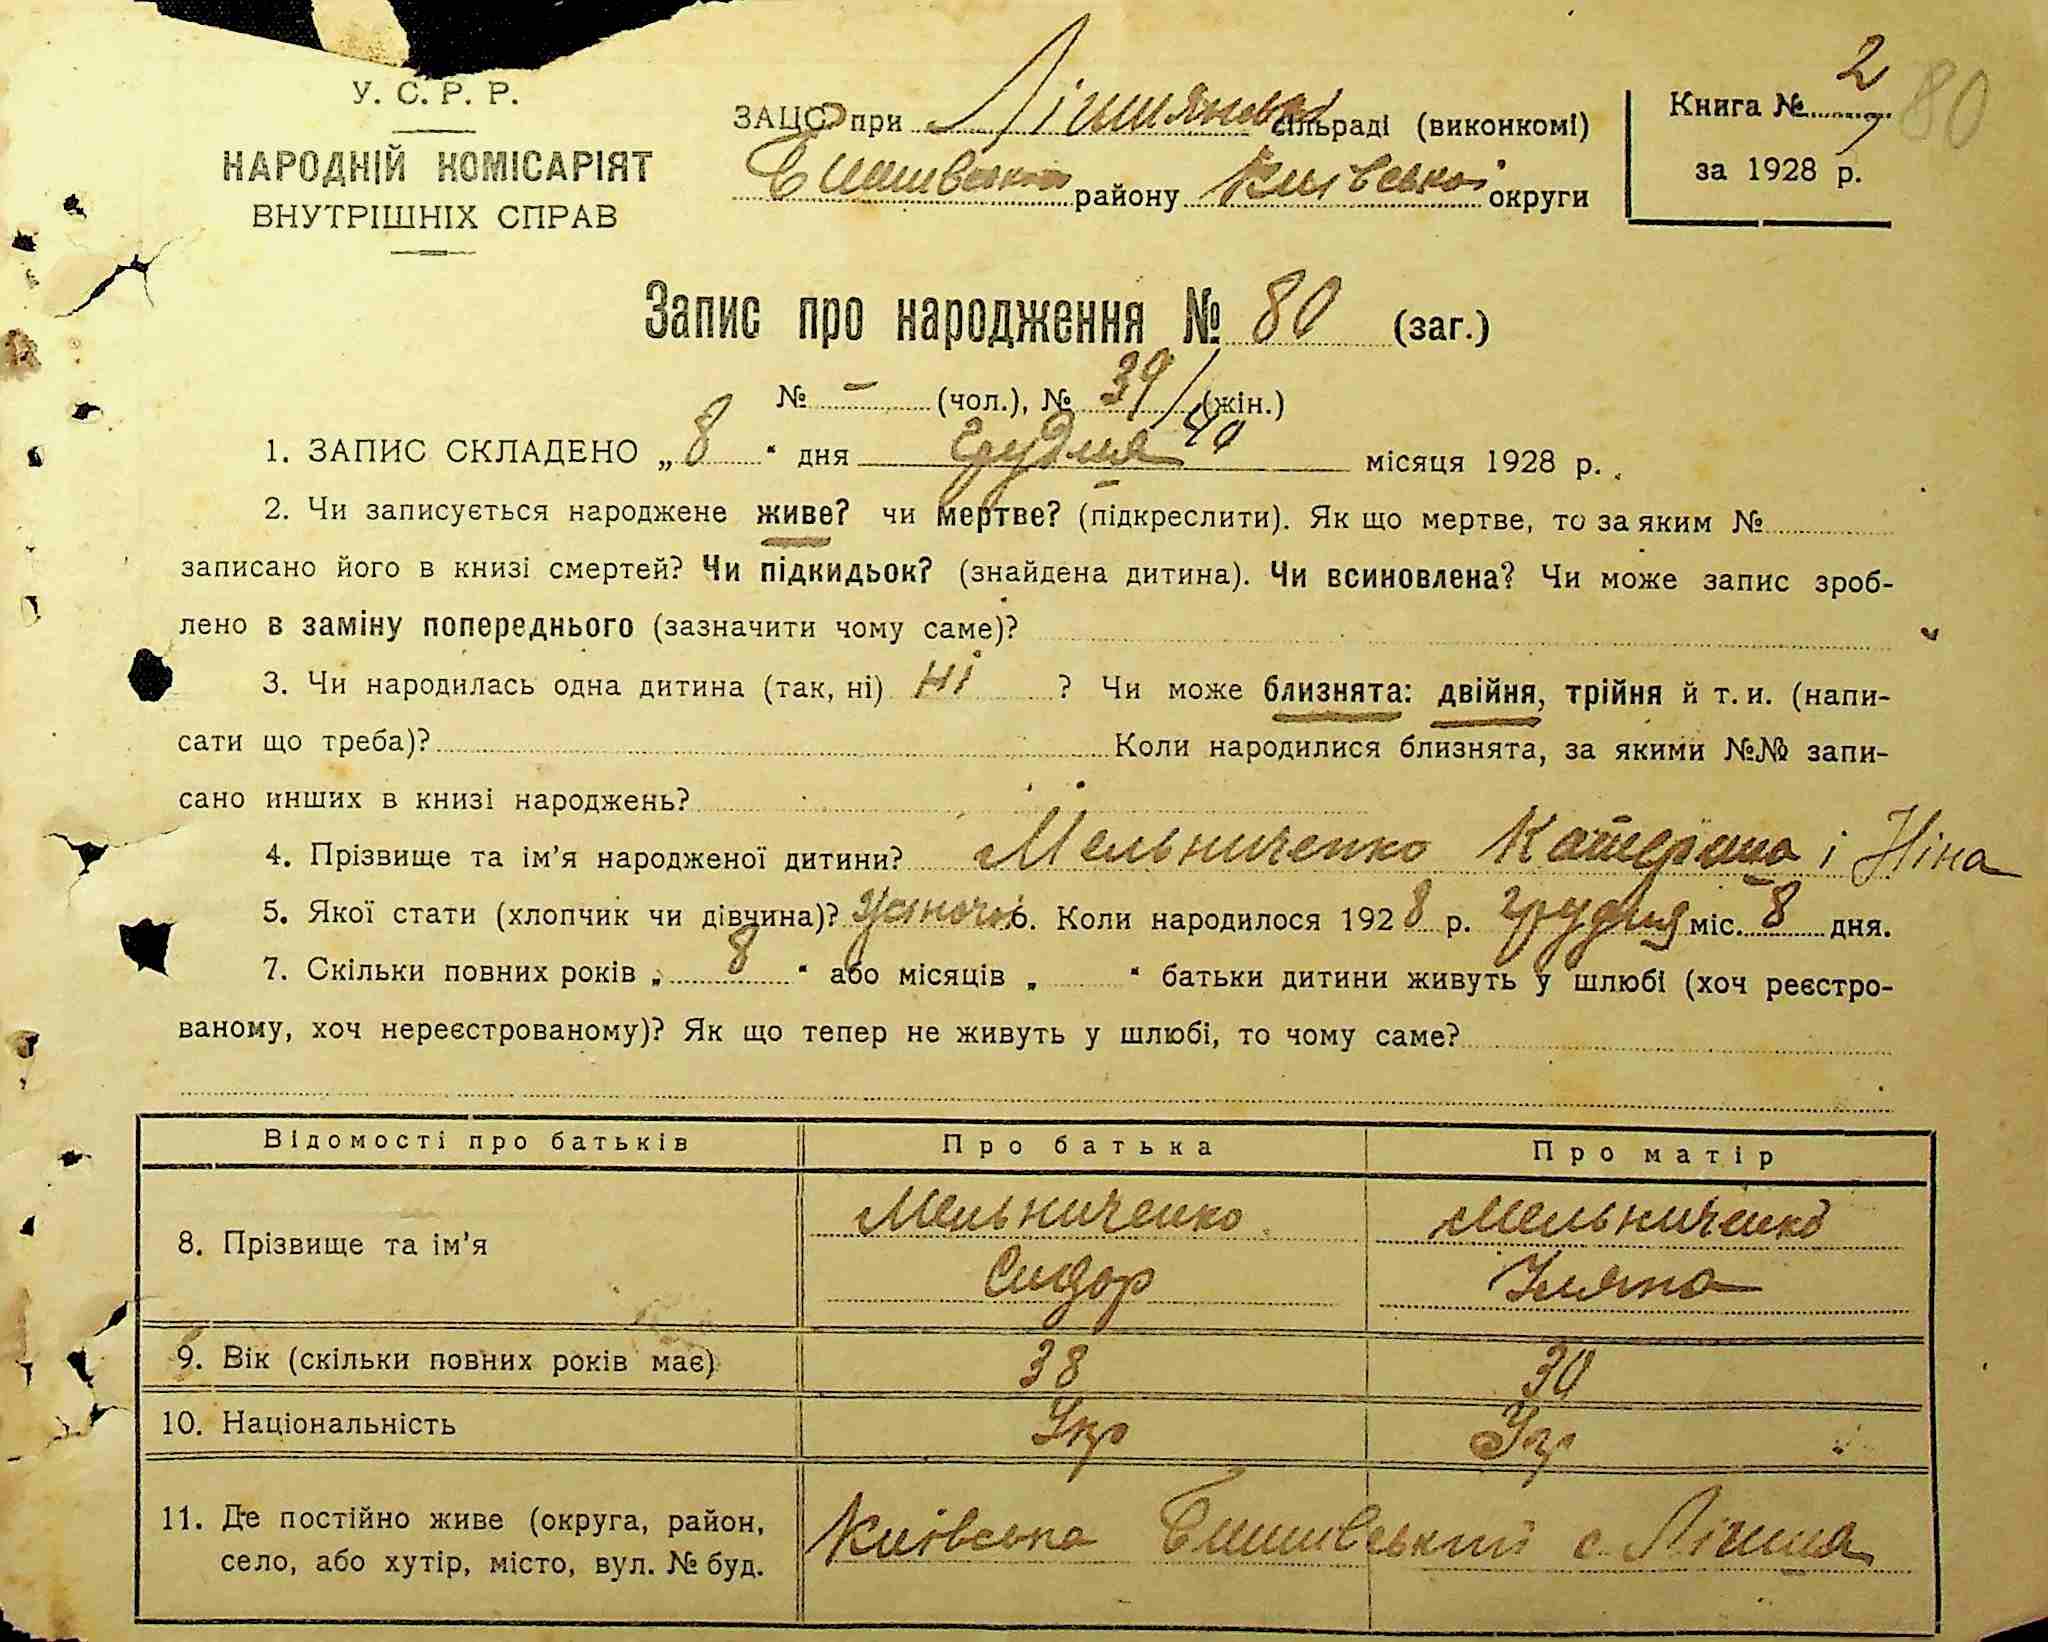 У. С. Р. Р.
НАРОДНІЙ КОМІСАРІЯТ
ВНУТРІШНІХ СПРАВ
ЗАЦС при Лішнянській сільраді (виконкомі)
Бишівського району Київської округи
Книга № 2
за 1928 р.
80
Запис про народження № 80 (заг.)
№ – (чол.), № 39/40 (жін.)
1. ЗАПИС СКЛАДЕНО „8“ дня Грудня місяця 1928 р.
2. Чи записується народжене живе? чи мертве? (підкреслити). Як що мертве, то за яким №
записано його в книзі смертей? Чи підкидьок? (знайдена дитина). Чи всиновлена? Чи може запис зроб-
лено в заміну попереднього (зазначити чому саме)?
3. Чи народилась одна дитина (так, ні) ні ? Чи може близнята: двійня, трійня й т. и. (напи-
сати що треба)? Коли народилися близнята, за якими №№ запи-
сано инших в книзі народжень?
4. Прізвище та ім’я народженої дитини? Мельниченко Катерина і Ніна
5. Якої стати (хлопчик чи дівчина)? жіночої 6. Коли народилося 1928 р. грудня міс. 8 дня.
7. Скільки повних років „8“ або місяців „ “ батьки дитини живуть у шлюбі (хоч реєстро-
ваному, хоч нереєстрованому)? Як що тепер не живуть у шлюбі, то чому саме?
Відомості про батьків Про батька Про матір
8. Прізвище та ім’я Мельниченко Сидор Мельниченко Уляна
9. Вік (скільки повних років має) 38 30
10. Національність Укр Укр
11. Де постійно живе (округа, район,
село, або хутір, місто, вул. № буд. Київська Бишівський с. Лішня